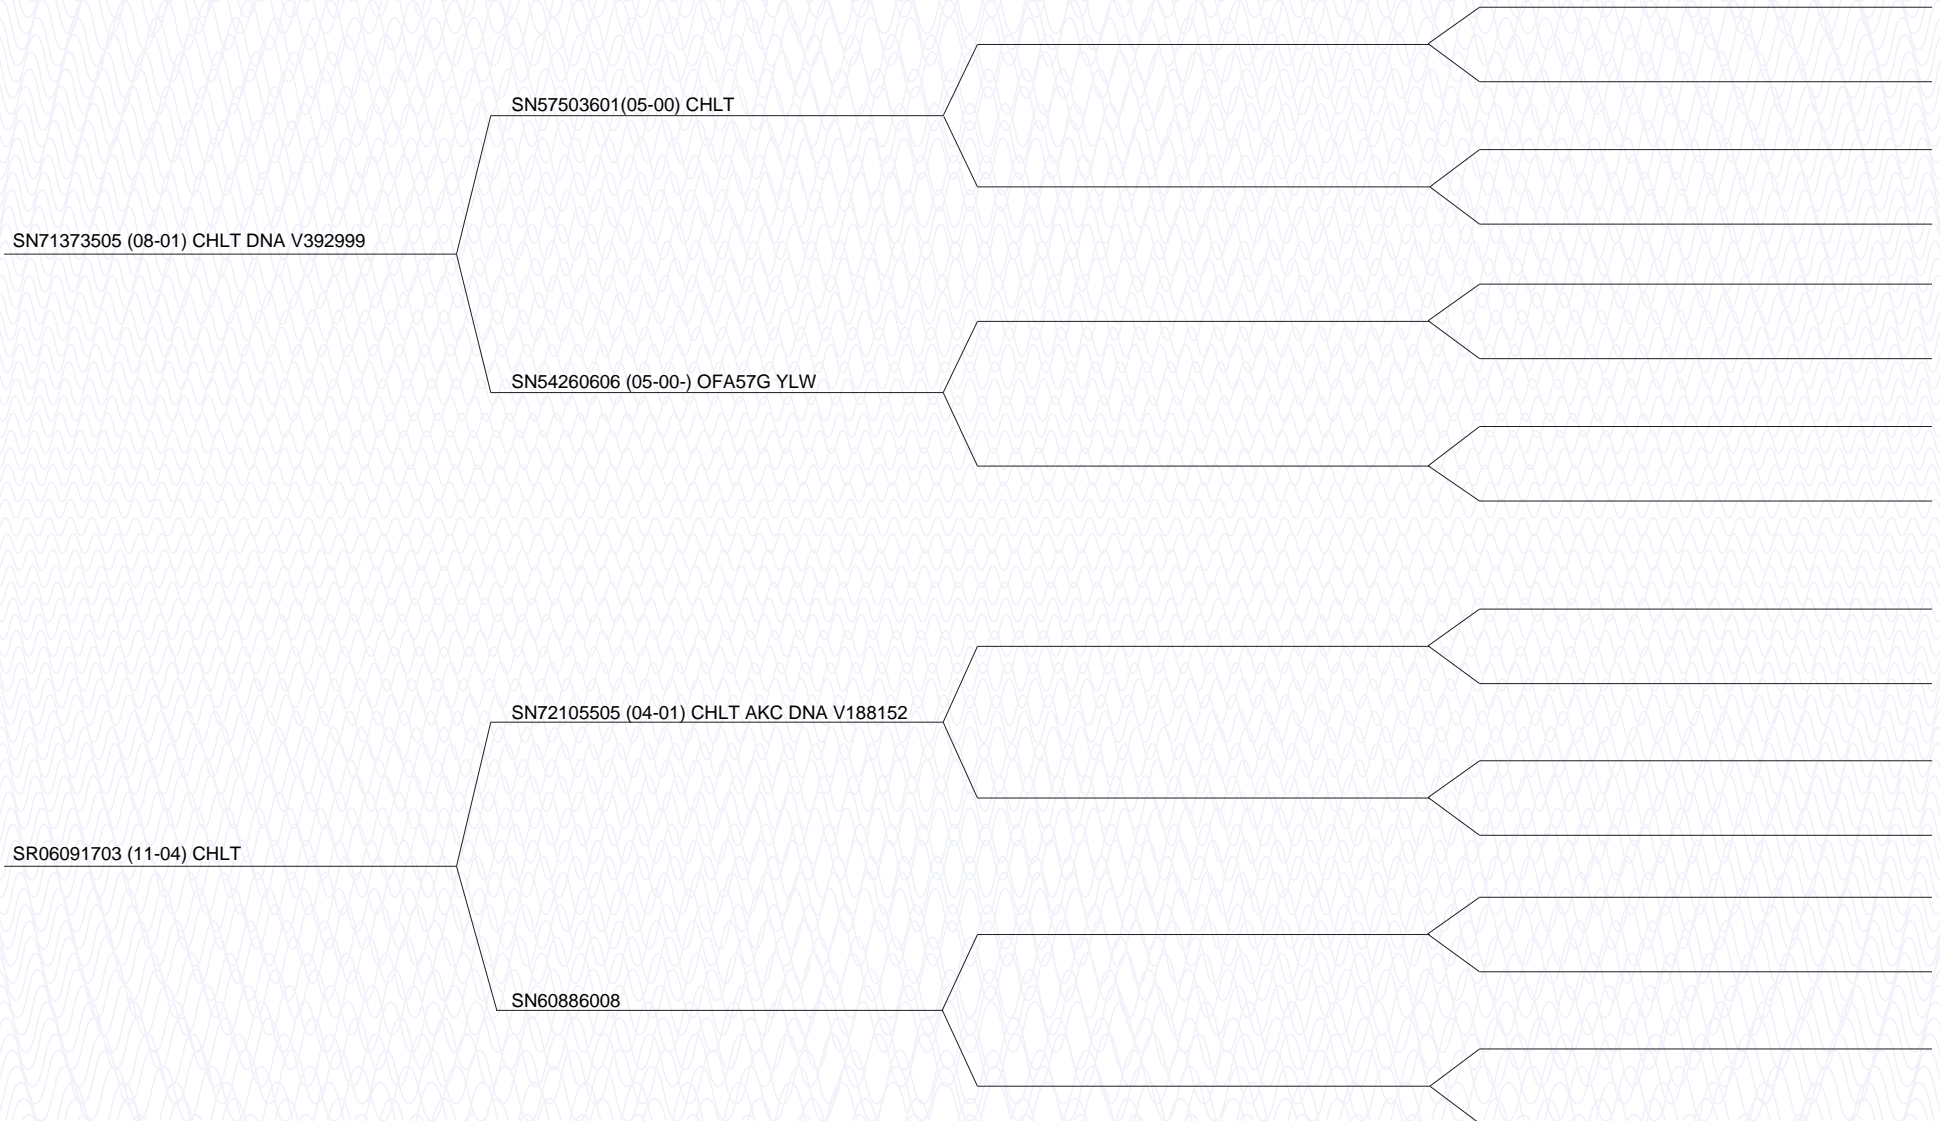 SN57503601(05-00) CHLT
SN71373505 (08-01) CHLT DNA V392999
SN54260606 (05-00-) OFA57G YLW
SN72105505 (04-01) CHLT AKC DNA V188152
SR06091703 (11-04) CHLT
SN60886008